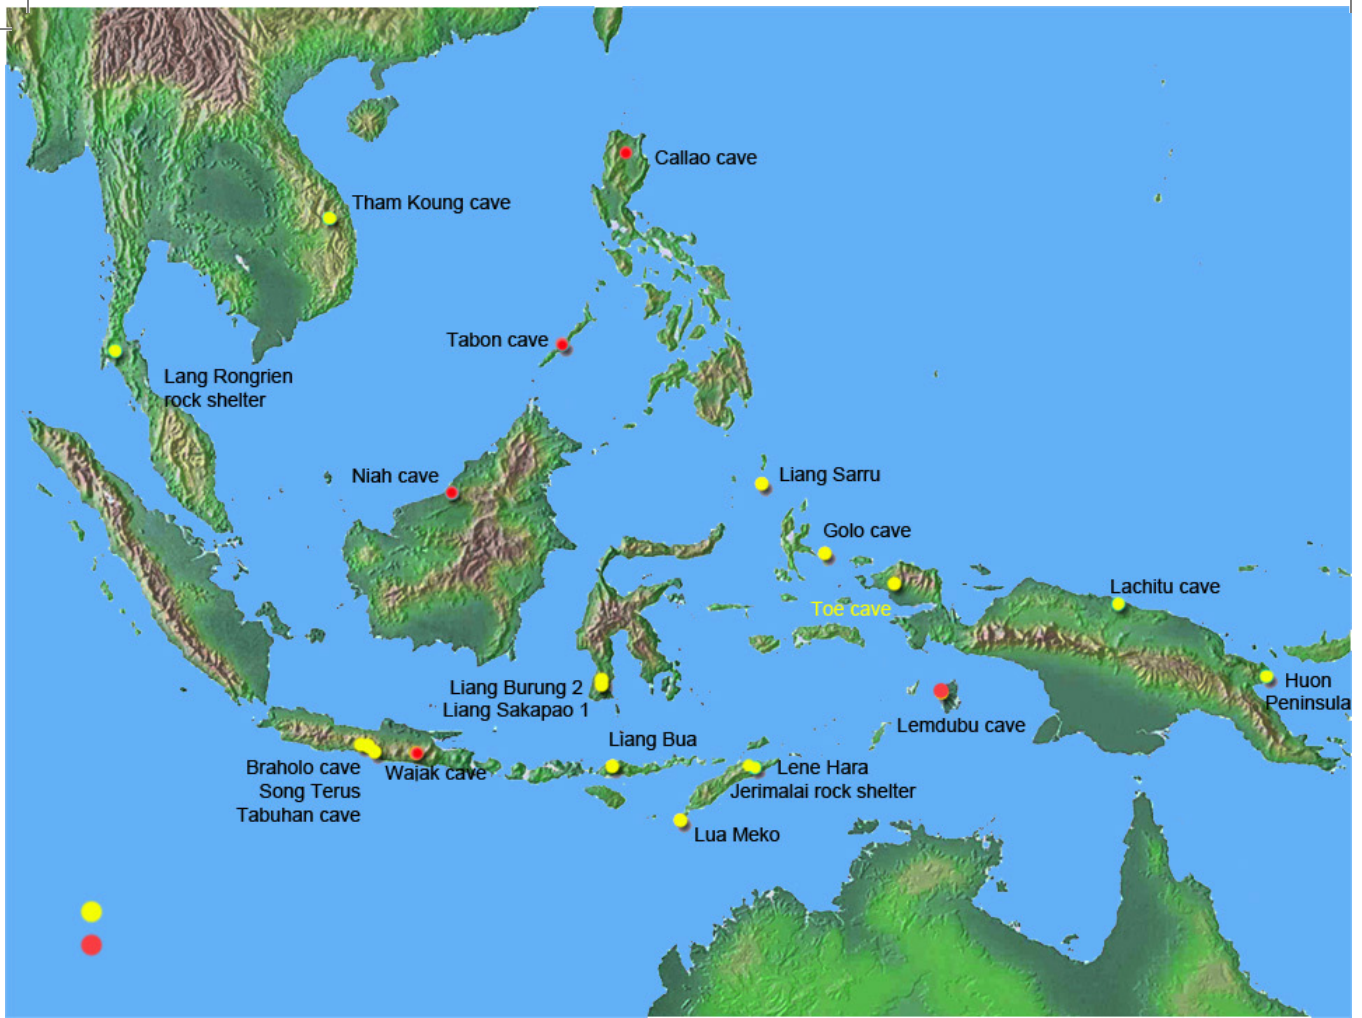 Callao cave
Tham Koung cave
Tabon cave
Lang Rongrien
rock shelter
Niah cave
Liang Sarru
Golo cave
Lachitu cave
Toé cave
Liang Burung 2
Liang Sakapao 1
Huon
Peninsula
Lemdubu cave
Liang Bua
Braholo cave
Song Terus
Tabuhan cave
Wajak cave
Lene Hara
Jerimalai rock shelter
Lua Meko